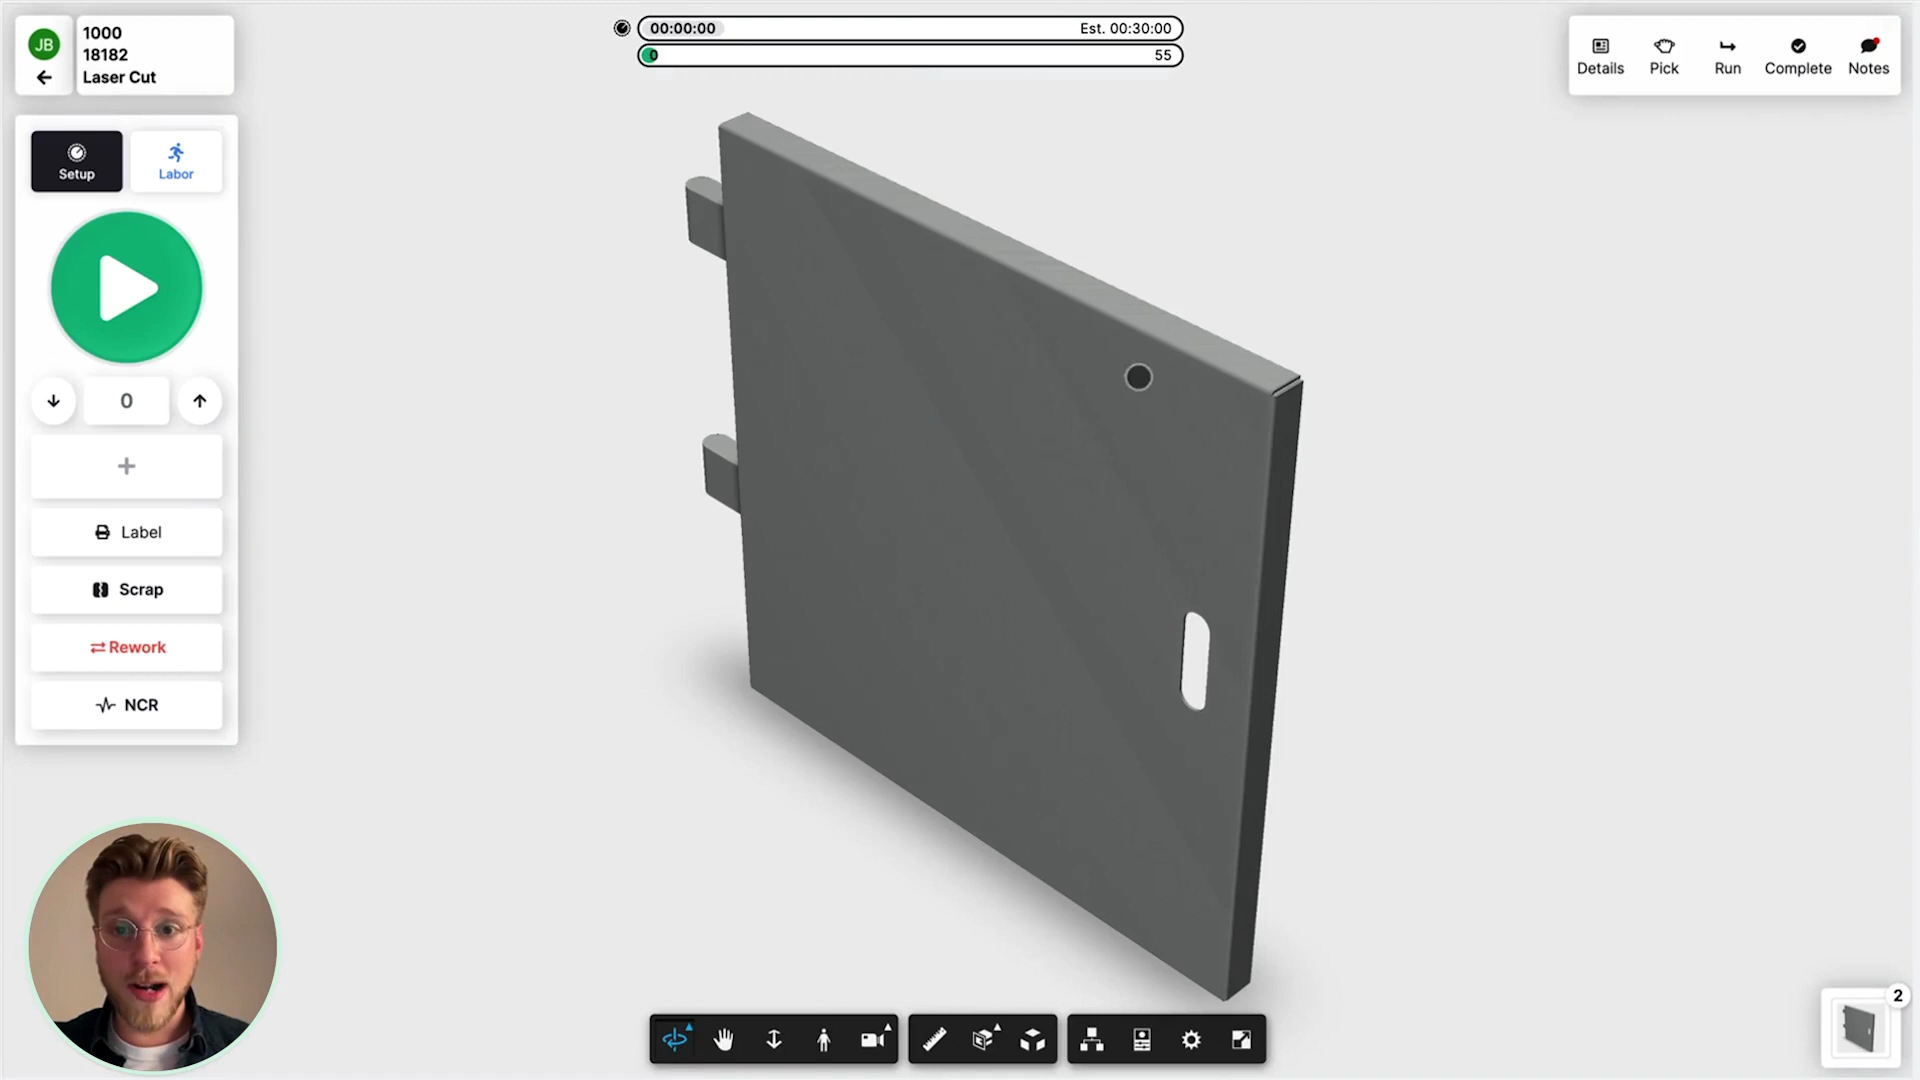 JB
1000
18182
Laser Cut
00:00:00
Est. 00:30:00
0
55
Details
Pick
Run
Complete
Notes
Setup
Labor
0
+
Label
Scrap
Rework
NCR
2